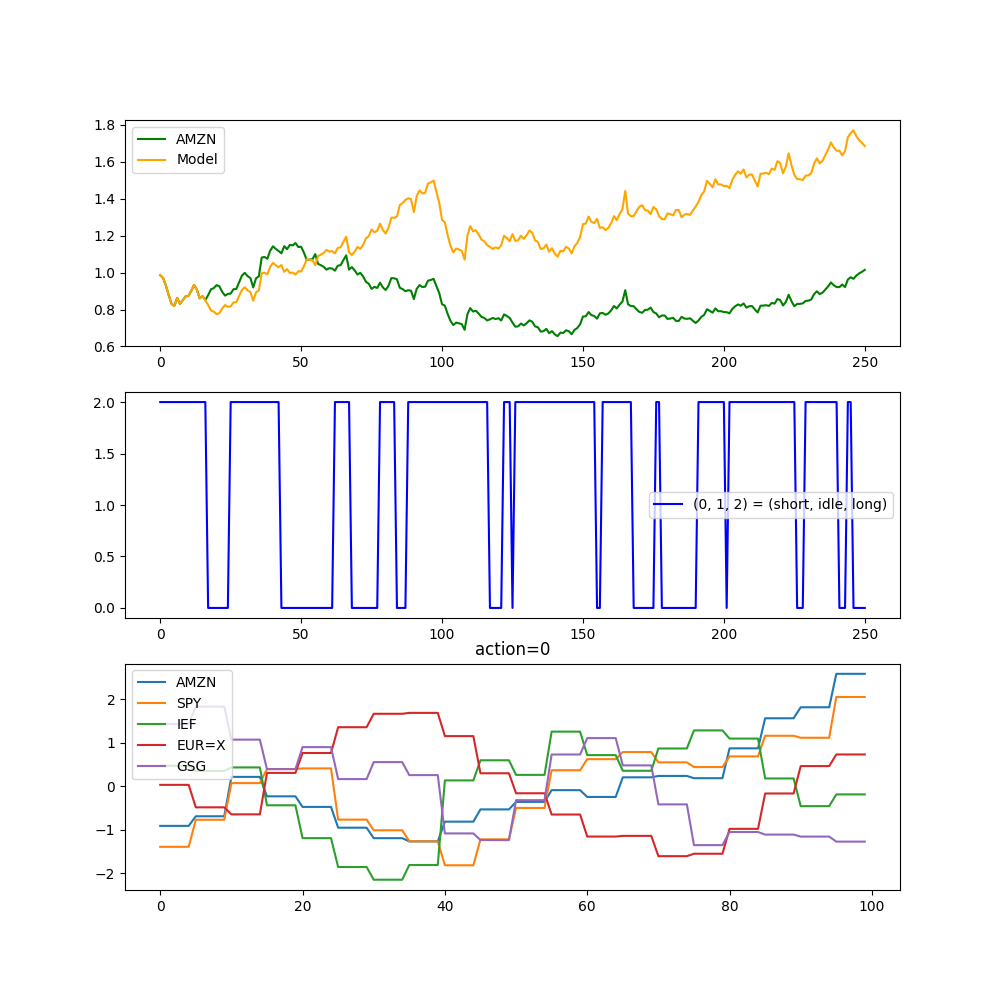 1.8
1.6
1.4
1.2
1.0
0.8
0.6
AMZN
Model
0 50 100 150 200 250
2.0
1.5
1.0
0.5
0.0
(0, 1, 2) = (short, idle, long)
0 50 100 150 200 250
action=0
2
1
0
−1
−2
AMZN
SPY
IEF
EUR=X
GSG
0 20 40 60 80 100